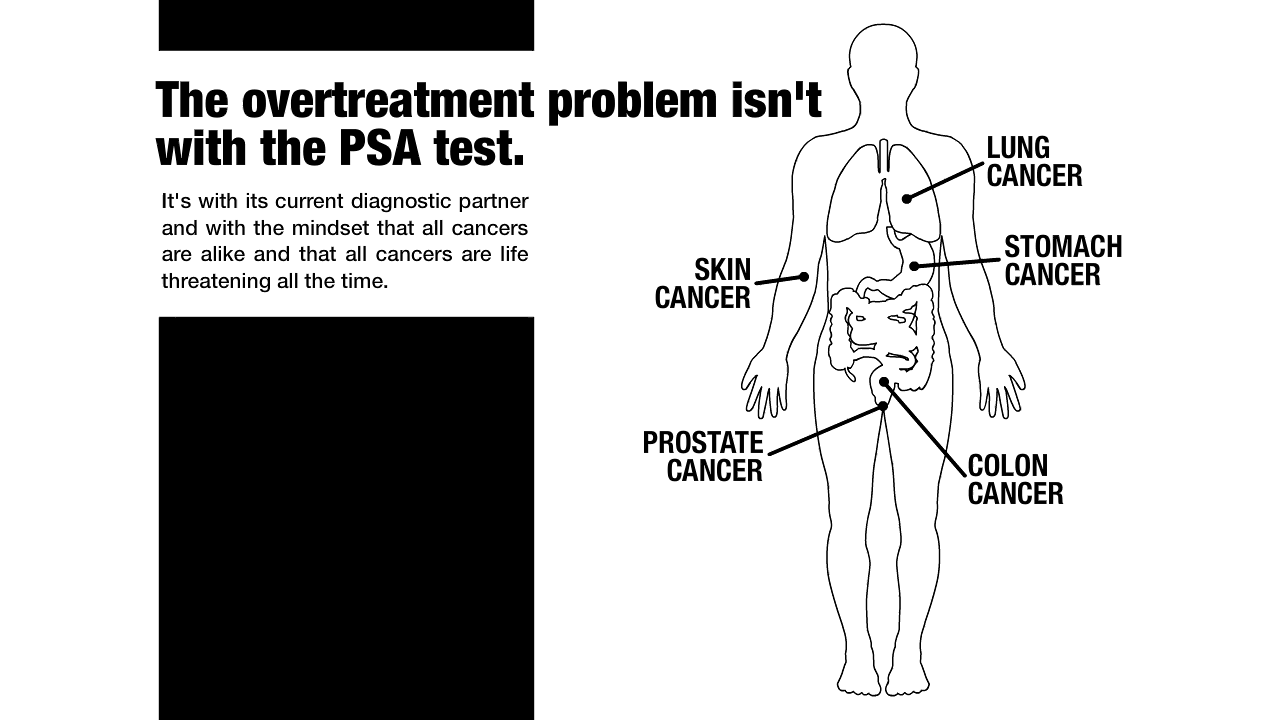 The overtreatment problem isn't
with the PSA test.
It's with its current diagnostic partner
and with the mindset that all cancers
are alike and that all cancers are life
threatening all the time.
LUNG
CANCER
STOMACH
CANCER
SKIN
CANCER
PROSTATE
CANCER
COLON
CANCER